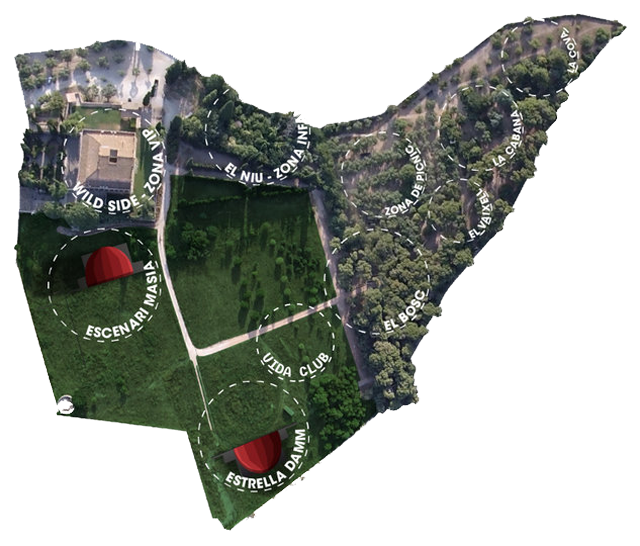 LA COVA
LA CABANA
EL NIU - ZONA INF
WILD SIDE - ZONA VIP
ZONA DE PICNIC
EL VAIXELL
ESCENARI MASIA
EL BOSC
VIDA CLUB
ESTRELLA DAMM